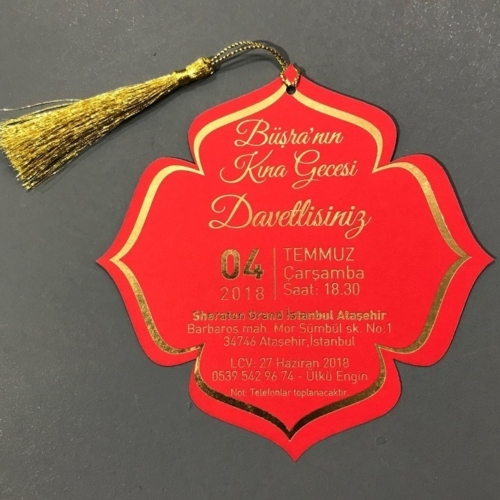 Büşra'nın
Kına Gecesi
Davetlisiniz
04
2018
TEMMUZ
Çarşamba
Saat: 18.30
Sheraton Grand İstanbul Ataşehir
Barbaros mah. Mor Sümbül sk. No:1
34746 Ataşehir,İstanbul
LCV: 27 Haziran 2018
0539 542 96 74 - Ülkü Engin
Not: Telefonlar toplanacaktır.